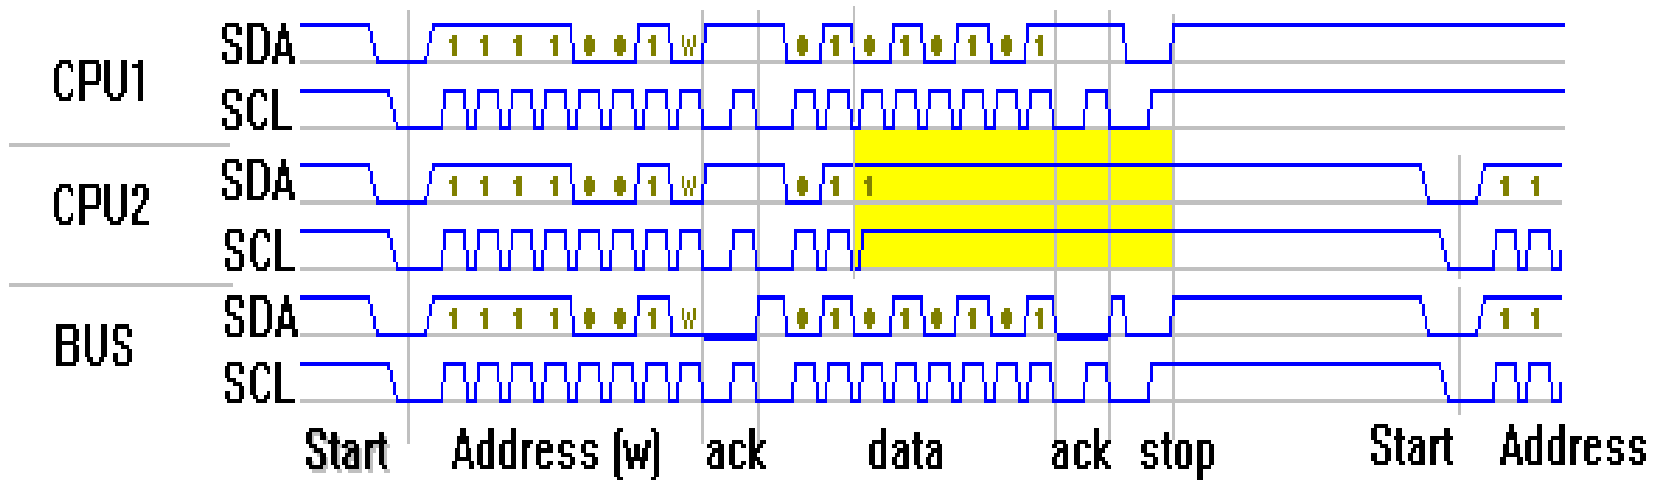 CPU1
SDA 1 1 1 1 0 0 1 w 0 1 0 1 0 1 0 1
SCL
CPU2
SDA 1 1 1 1 0 0 1 w 0 1 1 1 1
SCL
BUS
SDA 1 1 1 1 0 0 1 w 0 1 0 1 0 1 0 1 1 1
SCL
Start Address (w) ack data ack stop Start Address